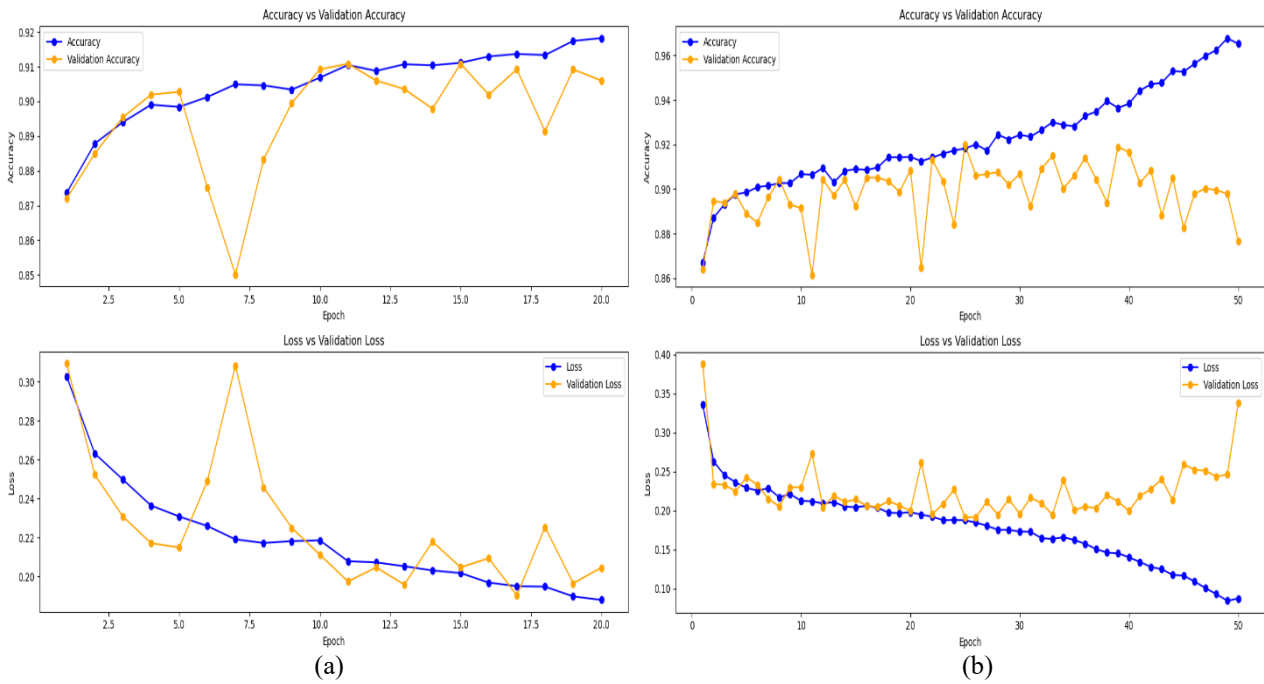 Accuracy vs Validation Accuracy
0.92
0.91
0.90
0.89
0.88
0.87
0.86
0.85
Accuracy
Accuracy
Validation Accuracy
2.5
5.0
7.5
10.0
12.5
15.0
17.5
20.0
Epoch
Loss vs Validation Loss
0.30
0.28
0.26
0.24
0.22
0.20
Loss
Loss
Validation Loss
2.5
5.0
7.5
10.0
12.5
15.0
17.5
20.0
Epoch
(a)
Accuracy vs Validation Accuracy
0.96
0.94
0.92
0.90
0.88
0.86
Accuracy
Accuracy
Validation Accuracy
0
10
20
30
40
50
Epoch
Loss vs Validation Loss
0.40
0.35
0.30
0.25
0.20
0.15
0.10
Loss
Loss
Validation Loss
0
10
20
30
40
50
Epoch
(b)